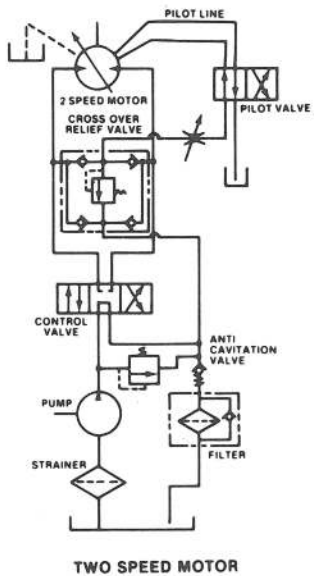 PILOT LINE
2 SPEED MOTOR
CROSS OVER
RELIEF VALVE
PILOT VALVE
CONTROL
VALVE
ANTI
CAVITATION
VALVE
PUMP
FILTER
STRAINER
TWO SPEED MOTOR